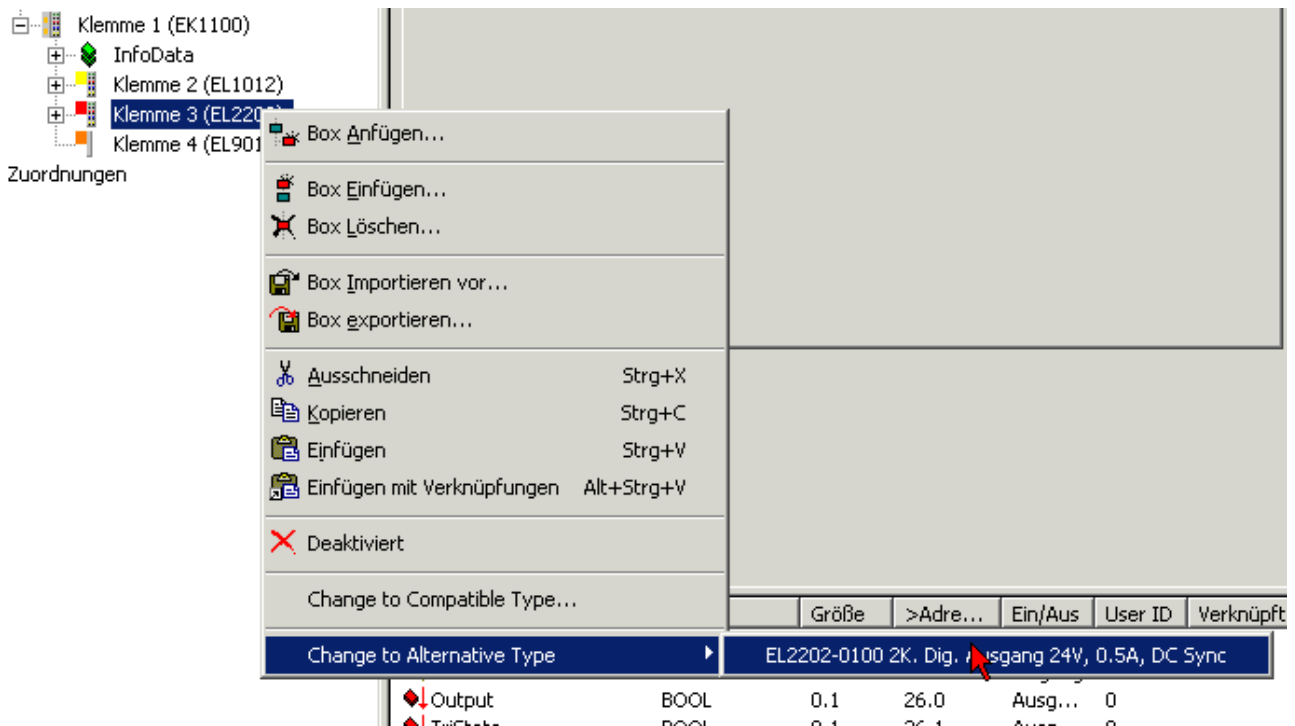 Klemme 1 (EK1100)
InfoData
Klemme 2 (EL1012)
Klemme 3 (EL220
Klemme 4 (EL901
Zuordnungen
Box Anfügen...
Box Einfügen...
Box Löschen...
Box Importieren vor...
Box exportieren...
Ausschneiden Strg+X
Kopieren Strg+C
Einfügen Strg+V
Einfügen mit Verknüpfungen Alt+Strg+V
Deaktiviert
Change to Compatible Type...
Change to Alternative Type
Größe >Adre... Ein/Aus User ID Verknüpft
EL2202-0100 2K. Dig. Ausgang 24V, 0.5A, DC Sync
Output BOOL 0.1 26.0 Ausg... 0